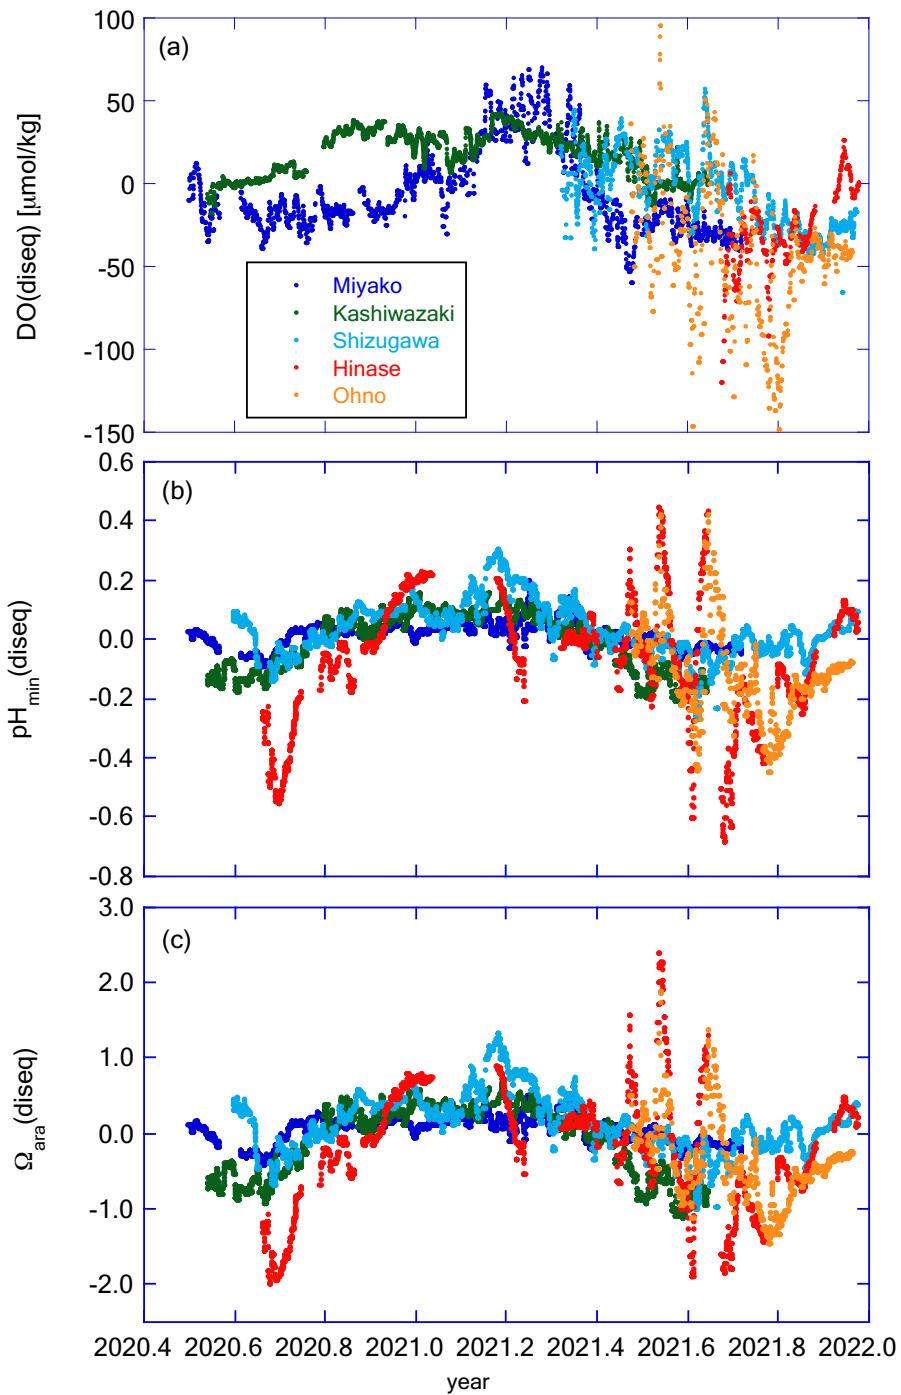 (a)
100
50
0
-50
-100
-150
DO(diseq) [μmol/kg]
Miyako
Kashiwazaki
Shizugawa
Hinase
Ohno
(b)
0.6
0.4
0.2
0.0
-0.2
-0.4
-0.6
-0.8
pHmin(diseq)
(c)
3.0
2.0
1.0
0.0
-1.0
-2.0
Ωara(diseq)
2020.4 2020.6 2020.8 2021.0 2021.2 2021.4 2021.6 2021.8 2022.0
year